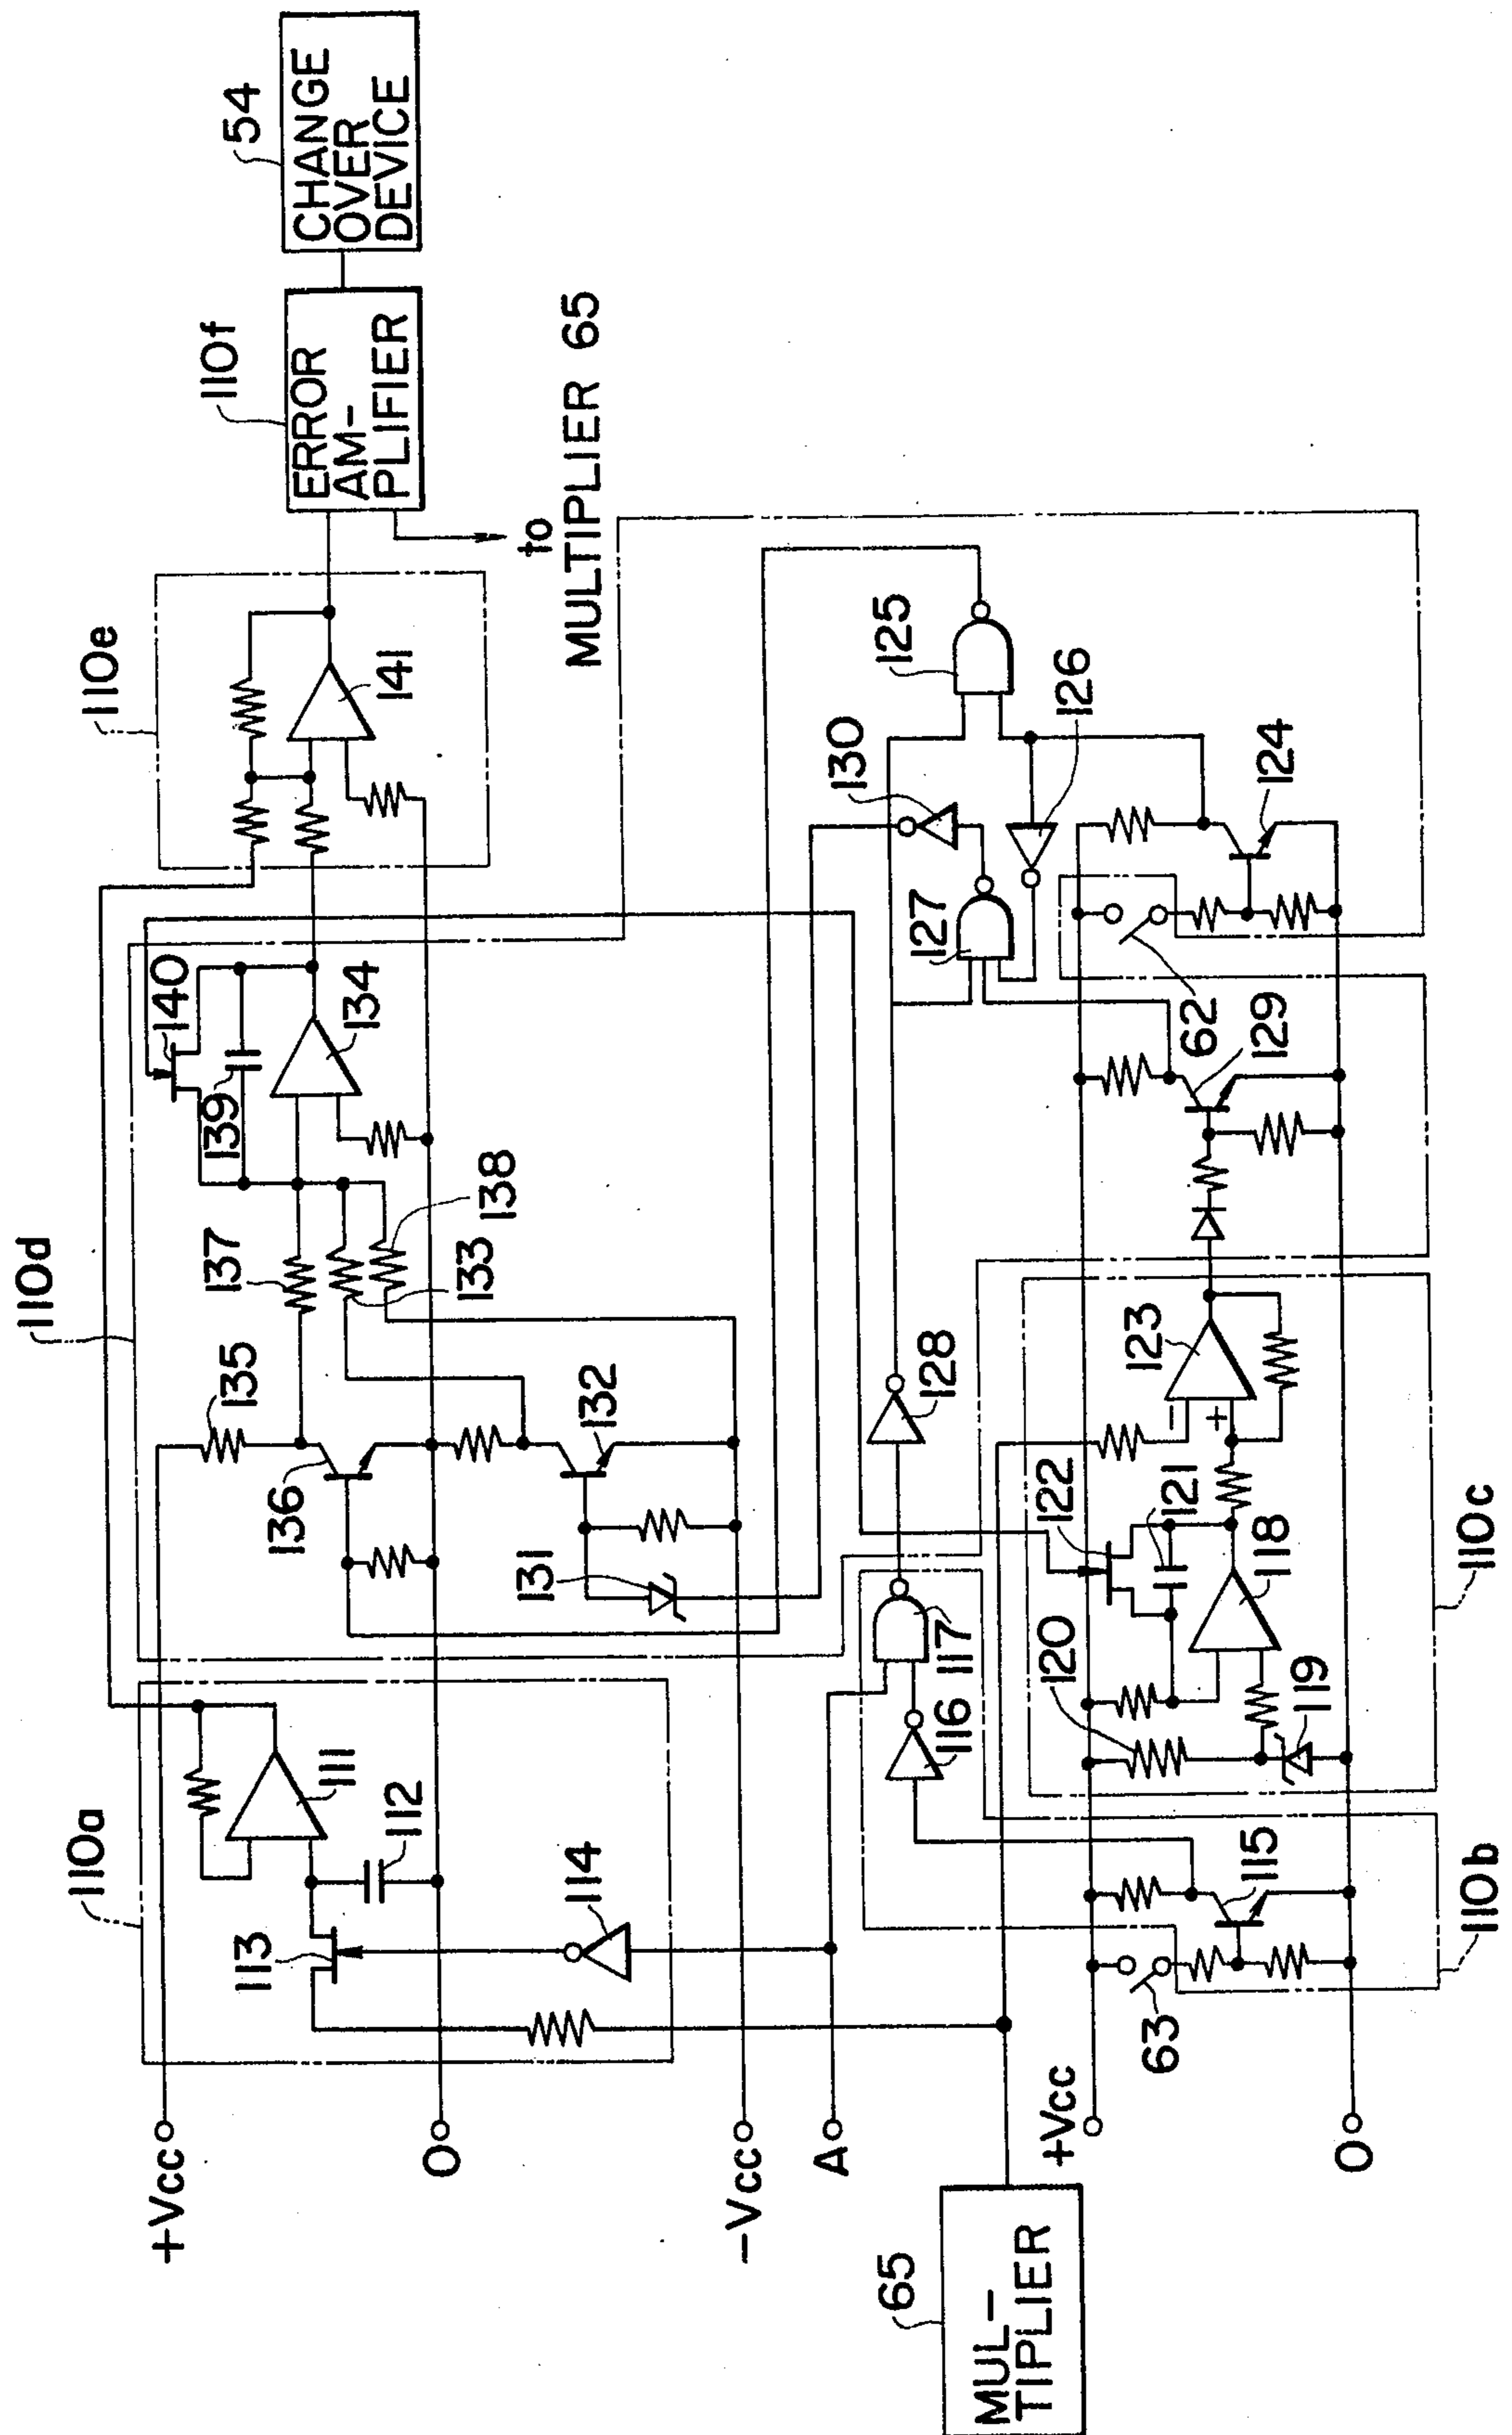 110a
110d
110e
110f
54
+Vcc
111
112
113
114
135
136
137
139
140
134
138
133
132
131
141
ERROR
AM-
PLIFIER
CHANGE
OVER
DEVICE
to
MULTIPLIER 65
O
-Vcc
A
65
MUL-
TIPLIER
116
117
128
127
130
125
126
+Vcc
63
115
120
119
122
121
118
123
129
62
124
O
110b
110c